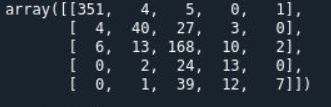 array([[351, 4, 5, 0, 1],
[ 4, 40, 27, 3, 0],
[ 6, 13, 168, 10, 2],
[ 0, 2, 24, 13, 0],
[ 0, 1, 39, 12, 7]])